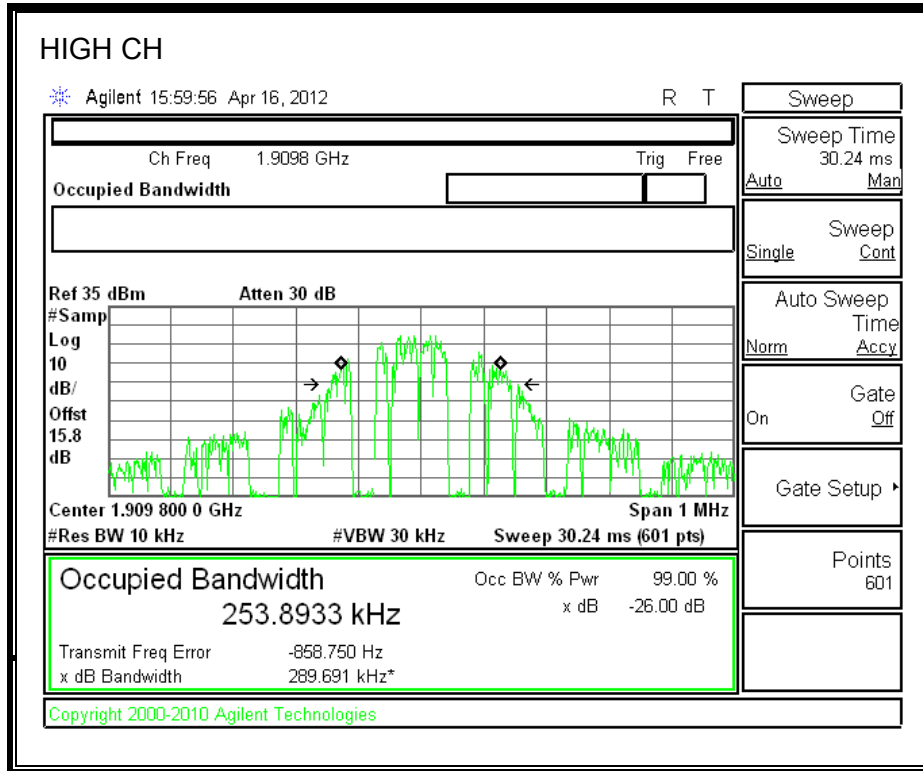 HIGH CH
Agilent 15:59:56 Apr 16, 2012 R T
Ch Freq 1.9098 GHz Trig Free
Occupied Bandwidth
Ref 35 dBm Atten 30 dB
#Samp
Log
10
dB/
Offst
15.8
dB
Center 1.909 800 0 GHz Span 1 MHz
#Res BW 10 kHz #VBW 30 kHz Sweep 30.24 ms (601 pts)
Occupied Bandwidth
253.8933 kHz
Occ BW % Pwr 99.00 %
x dB -26.00 dB
Transmit Freq Error -858.750 Hz
x dB Bandwidth 289.691 kHz*
Copyright 2000-2010 Agilent Technologies
Sweep
Sweep Time
30.24 ms
Auto Man
Sweep
Single Cont
Auto Sweep
Time
Norm Accy
Gate
On Off
Gate Setup
Points
601